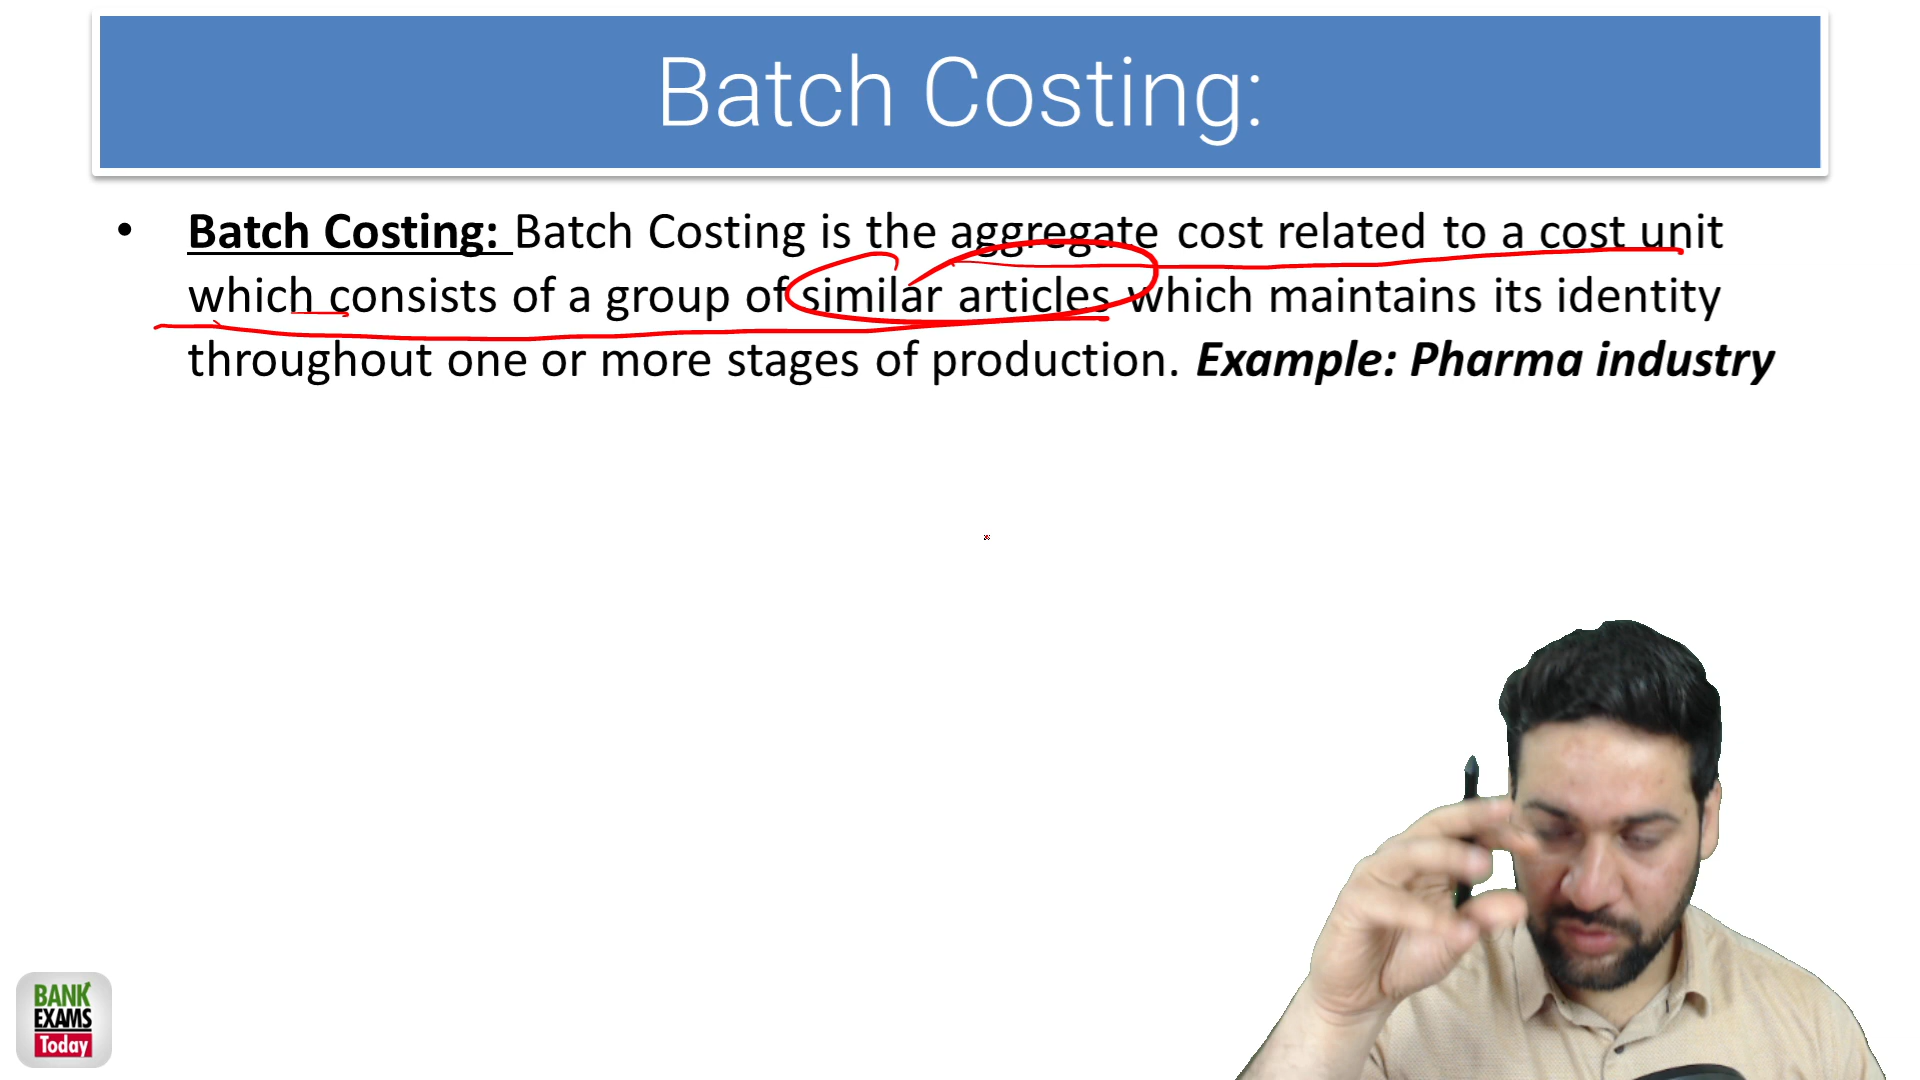 Batch Costing:
• Batch Costing: Batch Costing is the aggregate cost related to a cost unit
which consists of a group of similar articles which maintains its identity
throughout one or more stages of production. Example: Pharma industry
BANK
EXAMS
Today